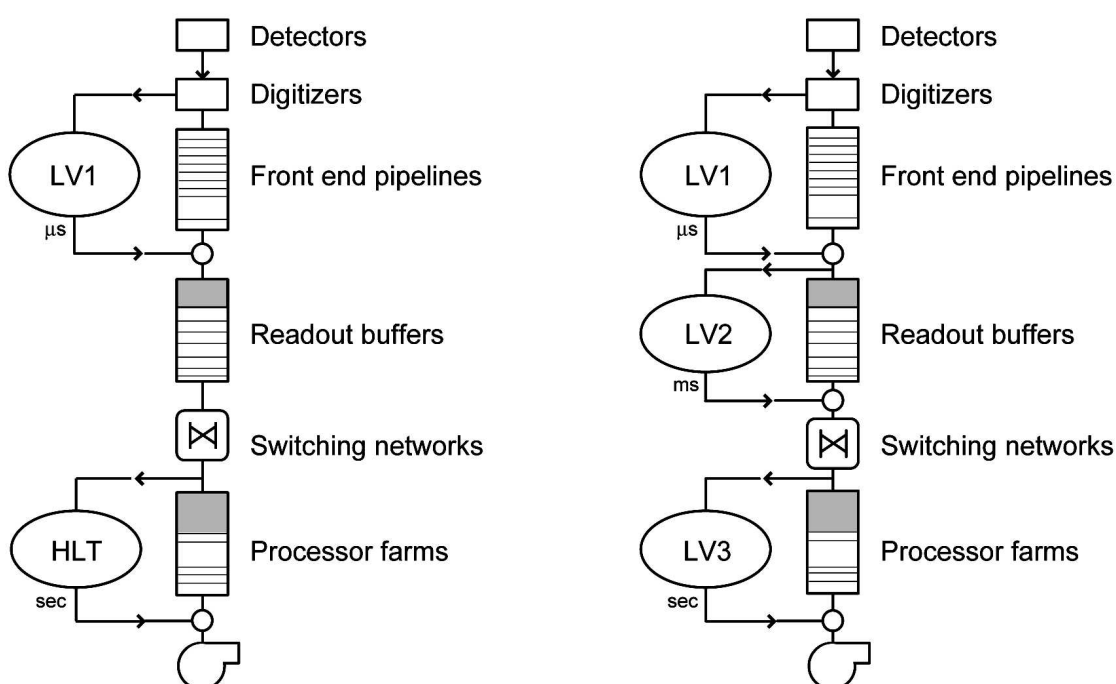 Detectors
Digitizers
LV1
Front end pipelines
μs
Readout buffers
Switching networks
HLT
Processor farms
sec
Detectors
Digitizers
LV1
Front end pipelines
μs
LV2
Readout buffers
ms
Switching networks
LV3
Processor farms
sec